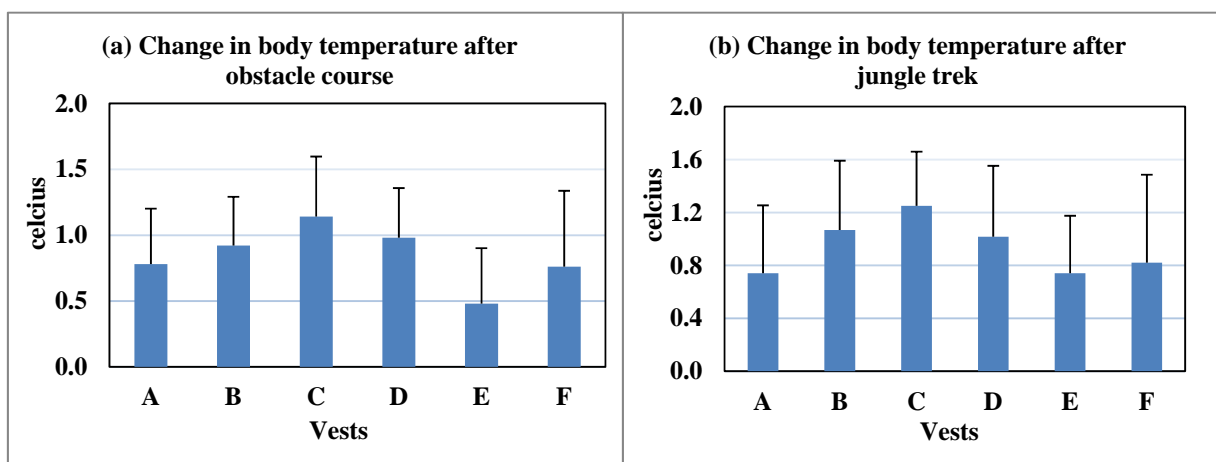 (a) Change in body temperature after
obstacle course
2.0
1.5
1.0
0.5
0.0
celcius
A B C D E F
Vests
(b) Change in body temperature after
jungle trek
2.0
1.6
1.2
0.8
0.4
0.0
celcius
A B C D E F
Vests